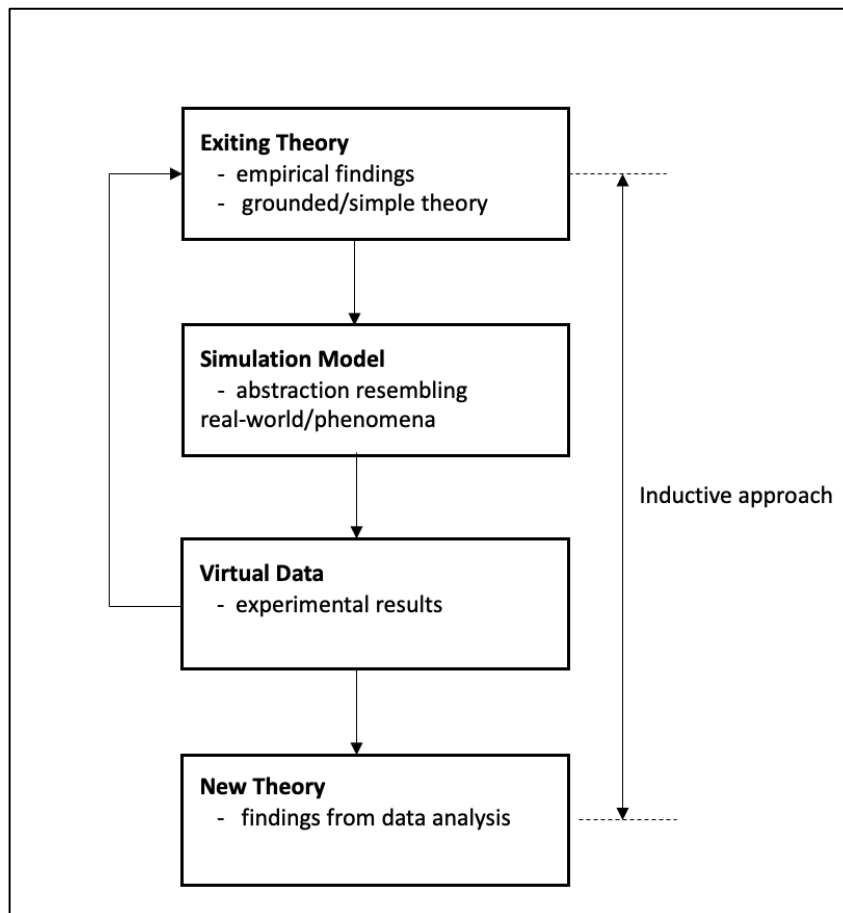 Exiting Theory
- empirical findings
- grounded/simple theory
Simulation Model
- abstraction resembling
real-world/phenomena
Inductive approach
Virtual Data
- experimental results
New Theory
- findings from data analysis